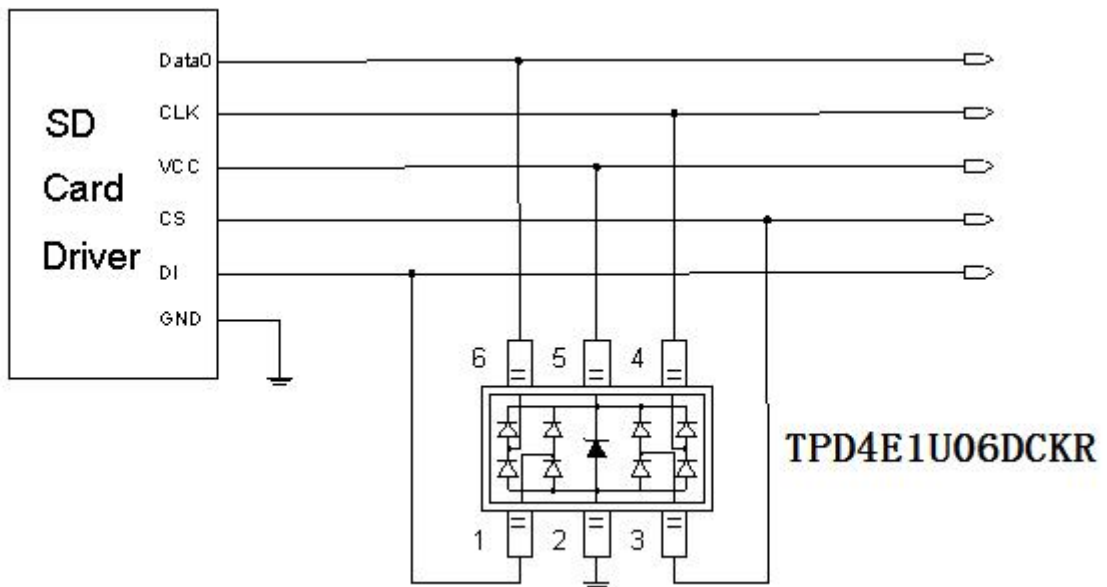 Data0
CLK
VCC
CS
DI
GND
SD
Card
Driver
6 5 4
TPD4E1U06DCKR
1 2 3